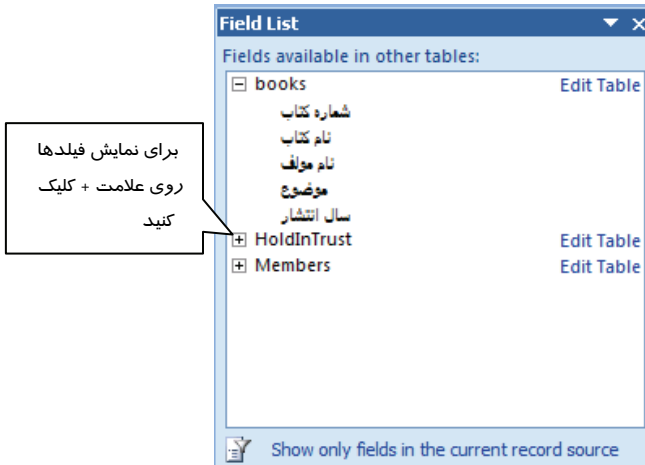 Field List
Fields available in other tables:
books Edit Table
شماره کتاب
نام کتاب
نام مولف
موضوع
سال انتشار
HoldInTrust Edit Table
Members Edit Table
Show only fields in the current record source
برای نمایش فیلدها
روی علامت + کلیک
کنید